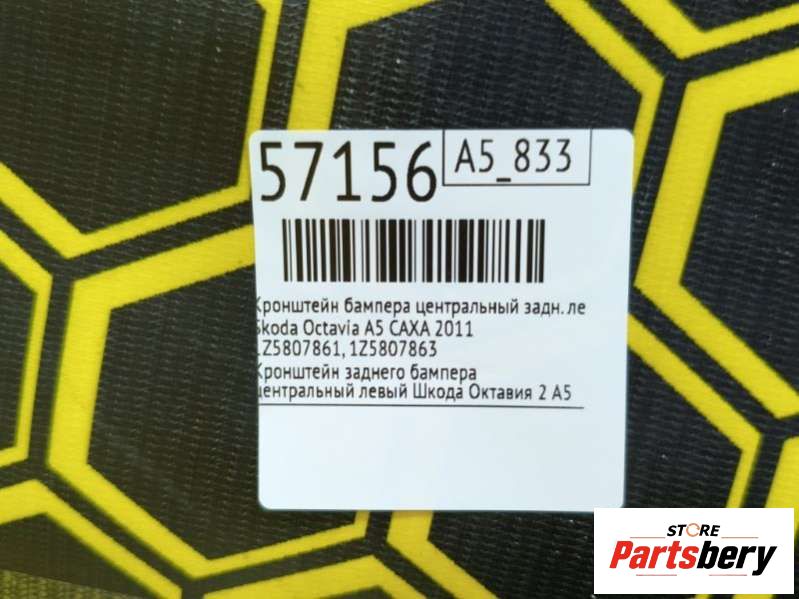 57156
A5_833
Кронштейн бампера центральный задн. ле
Skoda Octavia A5 CAXA 2011
1Z5807861, 1Z5807863
Кронштейн заднего бампера
центральный левый Шкода Октавия 2 A5
STORE
Partsbery